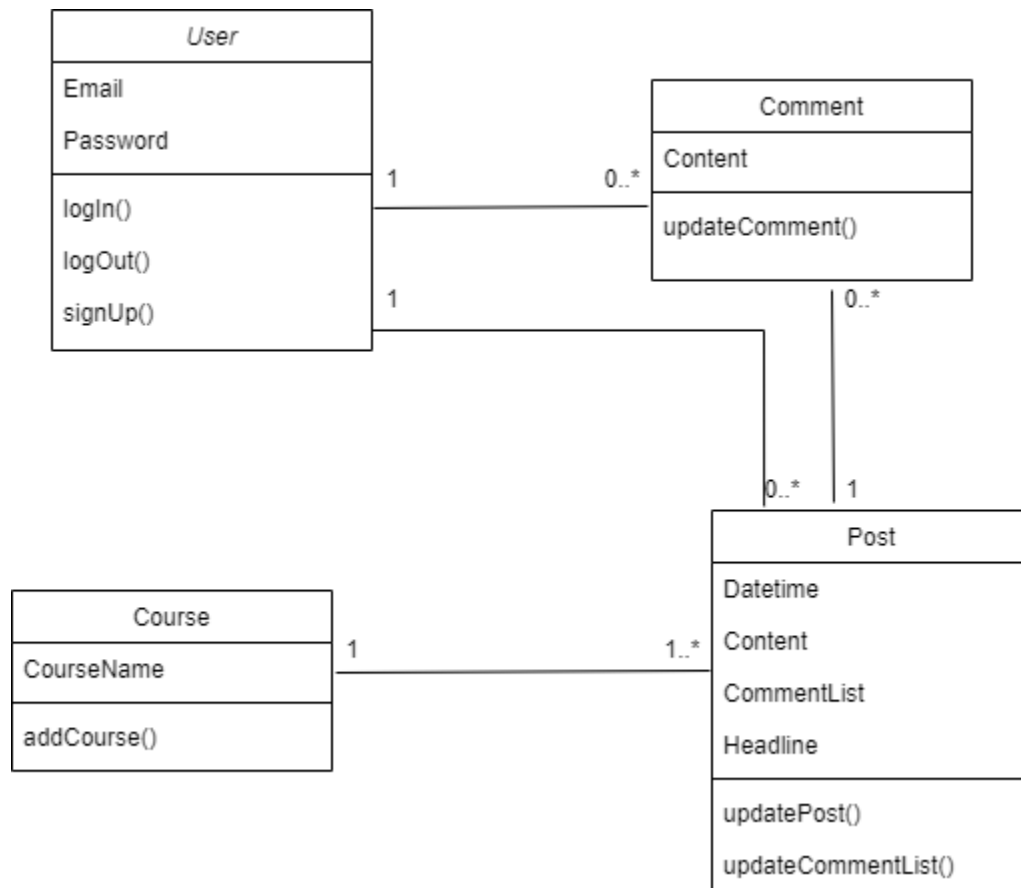 User
Email
Password
logIn()
logOut()
signUp()
1
0..*
1
Comment
Content
updateComment()
0..*
0..*
1
Course
CourseName
addCourse()
1
1..*
Post
Datetime
Content
CommentList
Headline
updatePost()
updateCommentList()